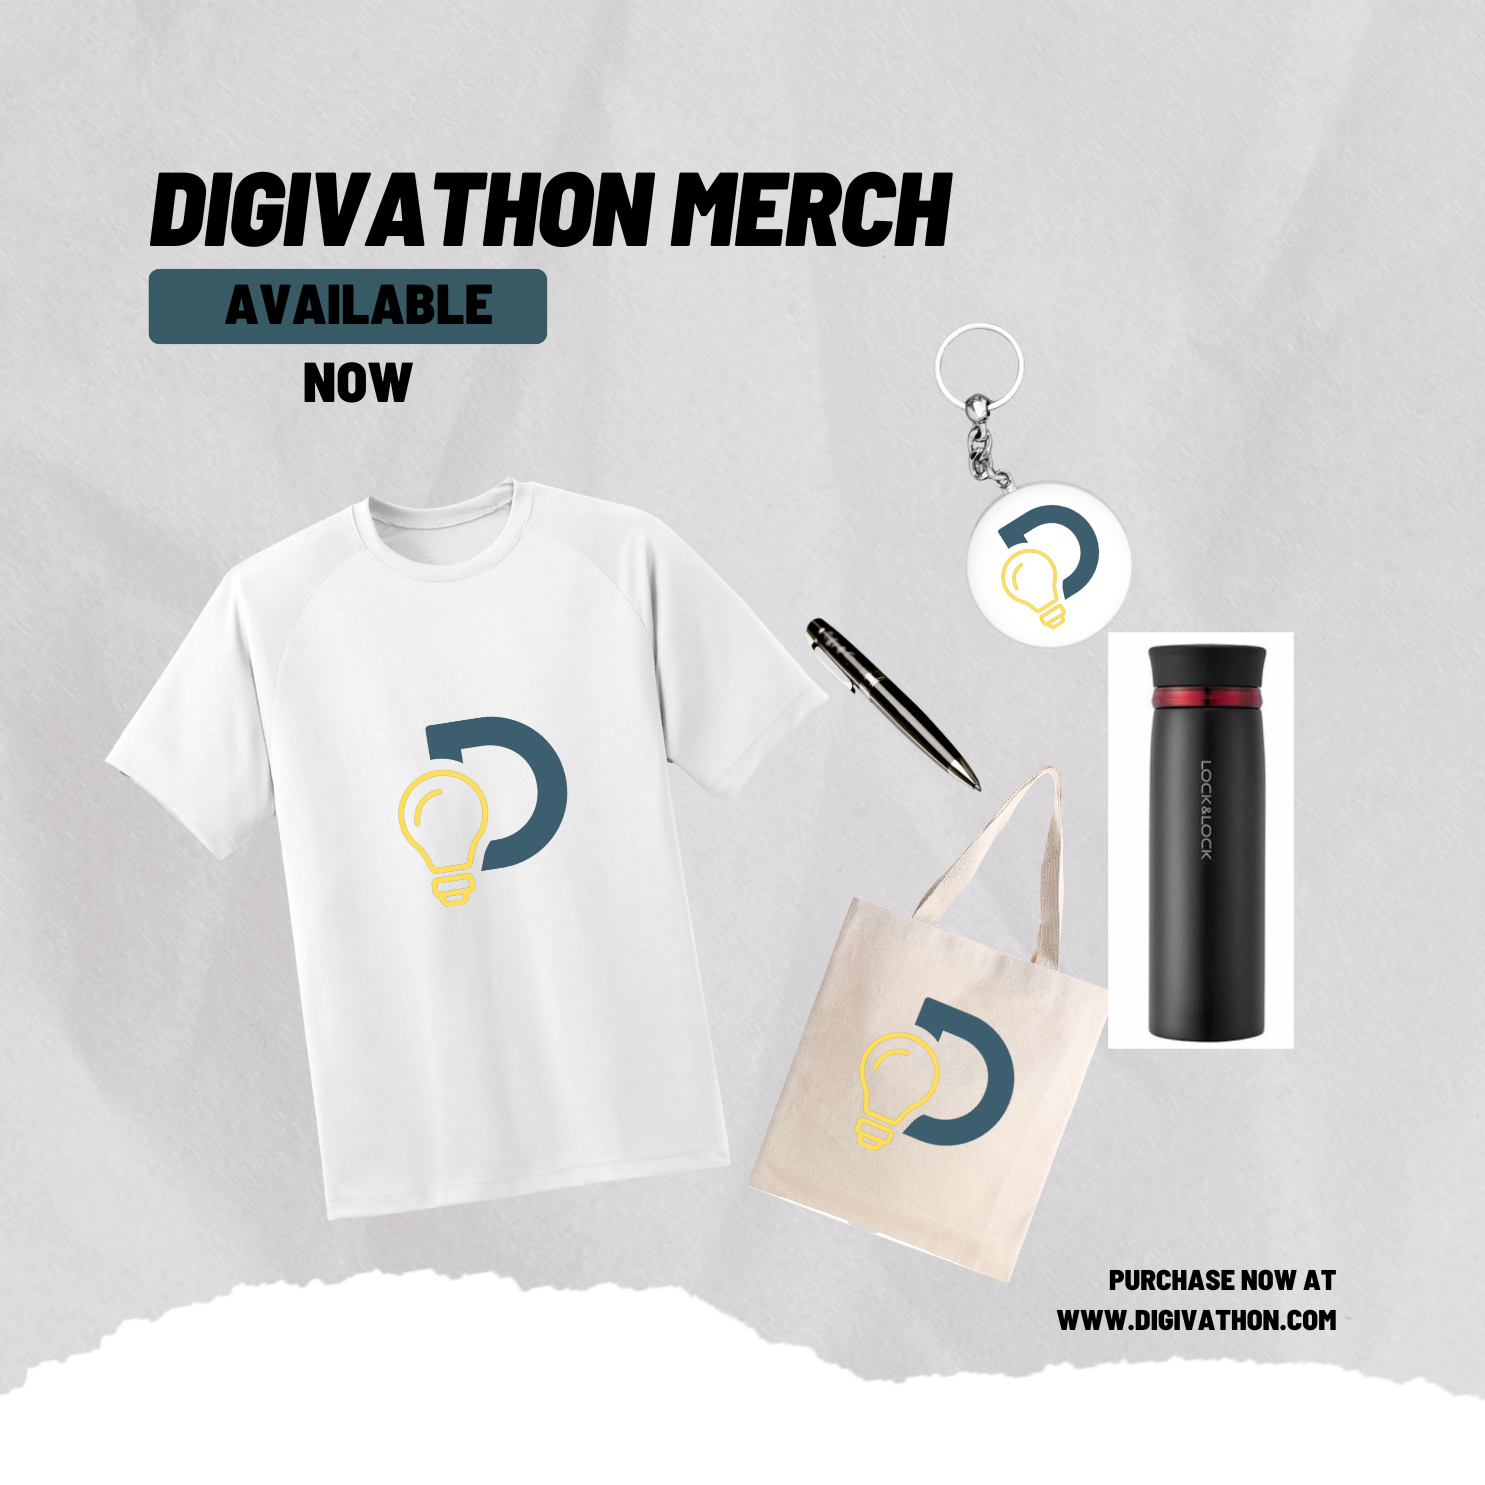 DIGIVATHON MERCH
AVAILABLE
NOW
LOCK&LOCK
PURCHASE NOW AT
WWW.DIGIVATHON.COM